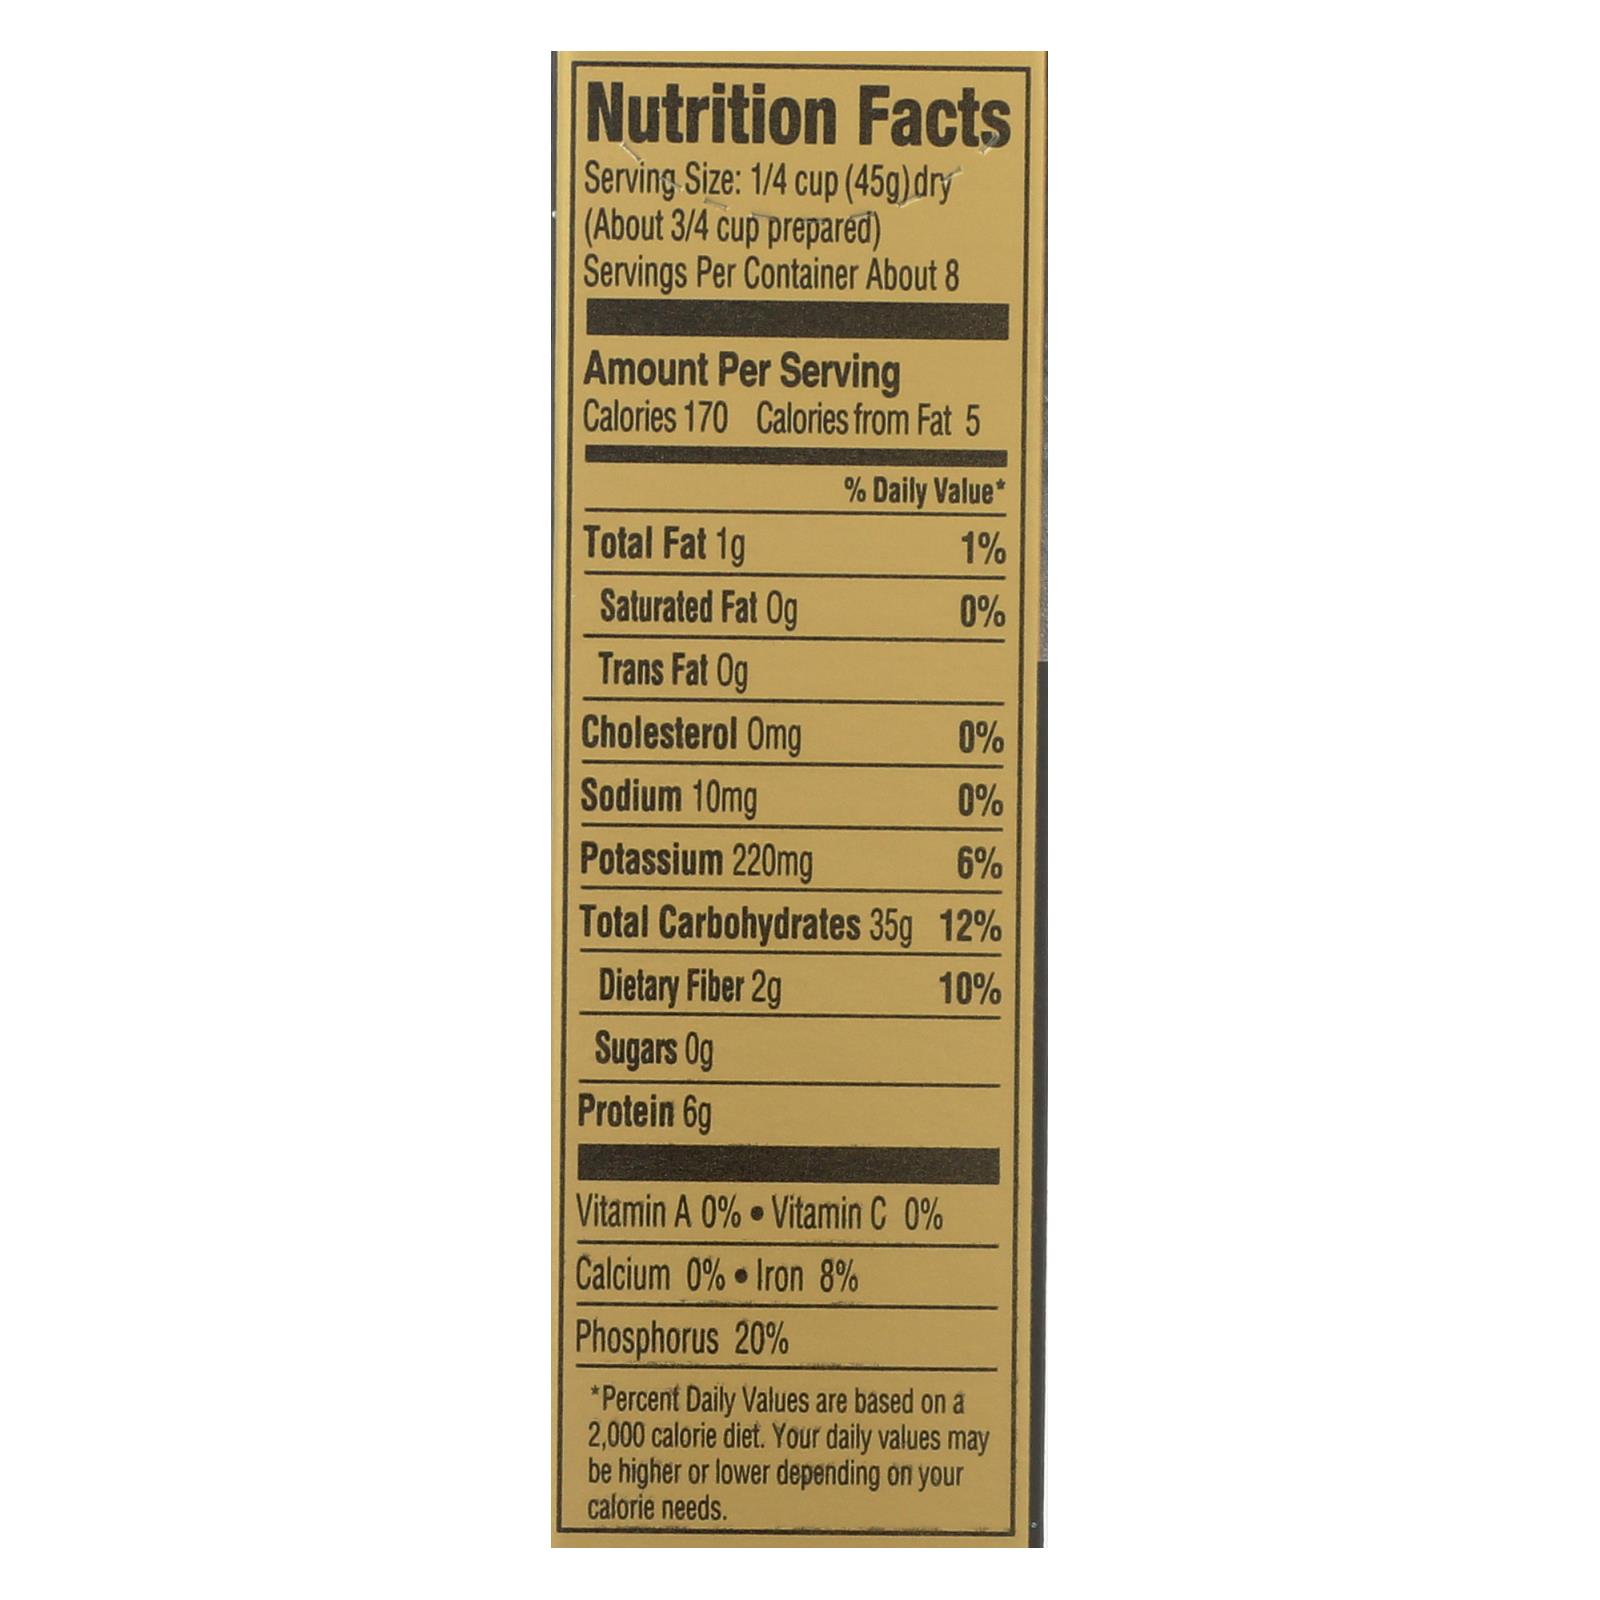 Nutrition Facts
Serving Size: 1/4 cup (45g) dry
(About 3/4 cup prepared)
Servings Per Container About 8
Amount Per Serving
Calories 170 Calories from Fat 5
% Daily Value*
Total Fat 1g 1%
Saturated Fat 0g 0%
Trans Fat 0g
Cholesterol 0mg 0%
Sodium 10mg 0%
Potassium 220mg 6%
Total Carbohydrates 35g 12%
Dietary Fiber 2g 10%
Sugars 0g
Protein 6g
Vitamin A 0% • Vitamin C 0%
Calcium 0% • Iron 8%
Phosphorus 20%
*Percent Daily Values are based on a
2,000 calorie diet. Your daily values may
be higher or lower depending on your
calorie needs.